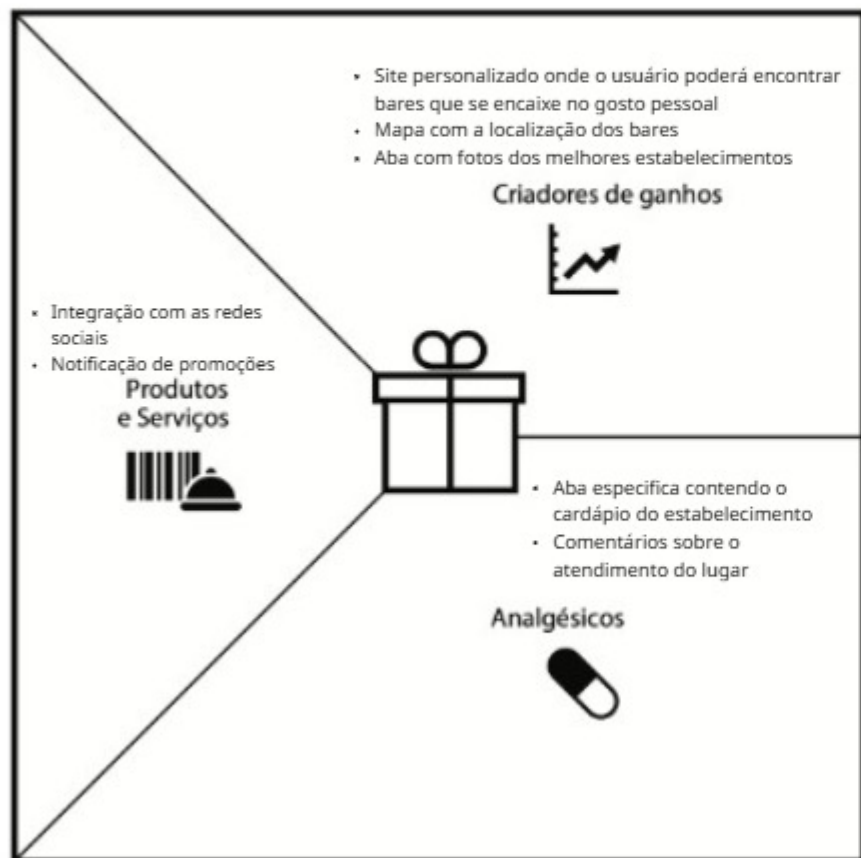 • Site personalizado onde o usuário poderá encontrar
bares que se encaixe no gosto pessoal
• Mapa com a localização dos bares
• Aba com fotos dos melhores estabelecimentos
Criadores de ganhos
• Integração com as redes
sociais
• Notificação de promoções
Produtos
e Serviços
• Aba especifica contendo o
cardápio do estabelecimento
• Comentários sobre o
atendimento do lugar
Analgésicos